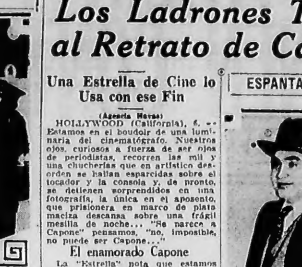 Los Ladrones
al Retrato de
Una Estrella de Cine lo
Usa con ese Fin
ESPANTA
(Agencia Havas)
HOLLYWOOD (California), 6. —
Estamos en el boudoir de una lumi-
naria del cinematógrafo. Nuestros
ojos, curiosos a fuerza de ser ojos
de periodistas, recorren las mil y
una chucherías que en artístico des-
orden se hallan esparcidas sobre el
tocador y la consola y, de pronto,
se detienen sorprendidos en una
fotografía, la única en el aposento,
que prisionera en marco de plata
maciza descansa sobre una frágil
mesilla de noche... "Se parece a
Capone" pensamos, "no, imposible,
no puede ser Capone..."
El enamorado Capone
La "Estrella" nota que estamos